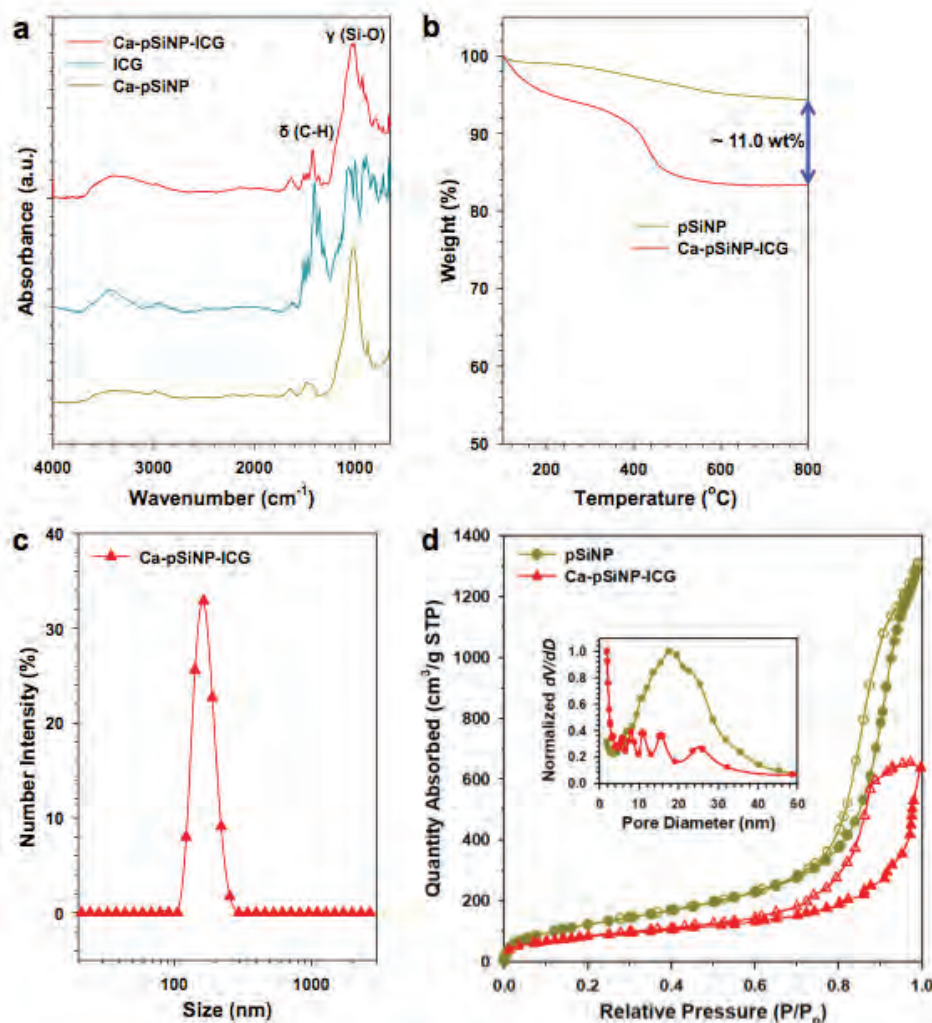 a
Ca-pSiNP-ICG
ICG
Ca-pSiNP
γ (Si-O)
δ (C-H)
Absorbance (a.u.)
4000 3000 2000 1000
Wavenumber (cm⁻¹)
b
100
90
80
70
60
50
~ 11.0 wt%
pSiNP
Ca-pSiNP-ICG
Weight (%)
200 400 600 800
Temperature (°C)
c
Ca-pSiNP-ICG
40
30
20
10
0
Number Intensity (%)
100 1000
Size (nm)
d
pSiNP
Ca-pSiNP-ICG
1400
1200
1000
800
600
400
200
0
Quantity Absorbed (cm³/g STP)
1.0
0.8
0.6
0.4
0.2
0.0
Normalized dV/dD
0 10 20 30 40 50
Pore Diameter (nm)
0.0 0.2 0.4 0.6 0.8 1.0
Relative Pressure (P/P₀)